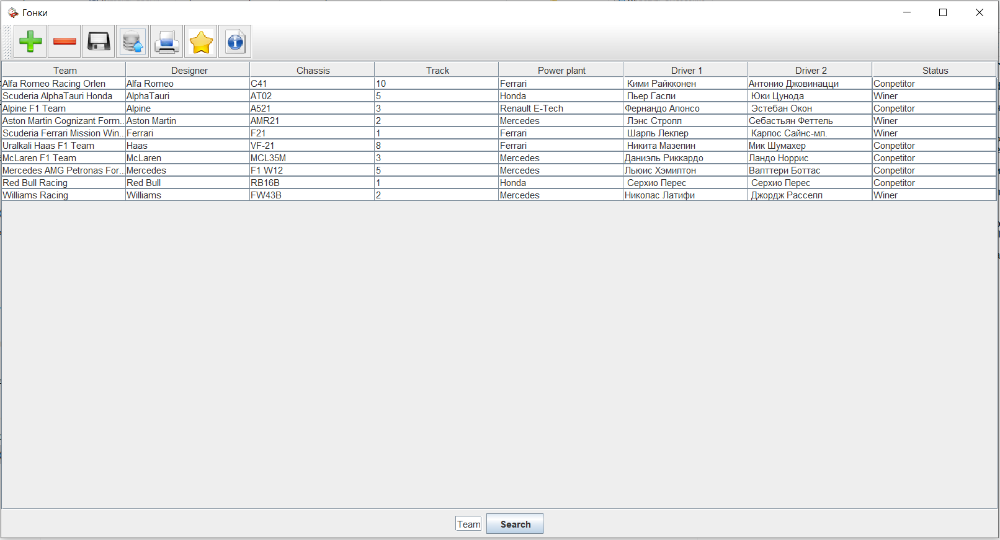 Гонки
Team Designer Chassis Track Power plant Driver 1 Driver 2 Status
Alfa Romeo Racing Orlen Alfa Romeo C41 10 Ferrari Кими Райкконен Антонио Джовинацци Conpetitor
Scuderia AlphaTauri Honda AlphaTauri AT02 5 Honda Пьер Гасли Юки Цунода Winer
Alpine F1 Team Alpine A521 3 Renault E-Tech Фернандо Алонсо Эстебан Окон Conpetitor
Aston Martin Cognizant Form... Aston Martin AMR21 2 Mercedes Лэнс Стролл Себастьян Феттель Winer
Scuderia Ferrari Mission Win... Ferrari F21 1 Ferrari Шарль Леклер Карлос Сайнс-мл. Winer
Uralkali Haas F1 Team Haas VF-21 8 Ferrari Никита Мазепин Мик Шумахер Conpetitor
McLaren F1 Team McLaren MCL35M 3 Mercedes Даниэль Риккардо Ландо Норрис Conpetitor
Mercedes AMG Petronas For... Mercedes F1 W12 5 Mercedes Льюис Хэмилтон Валттери Боттас Conpetitor
Red Bull Racing Red Bull RB16B 1 Honda Серхио Перес Серхио Перес Conpetitor
Williams Racing Williams FW43B 2 Mercedes Николас Латифи Джордж Расселл Winer
Team Search